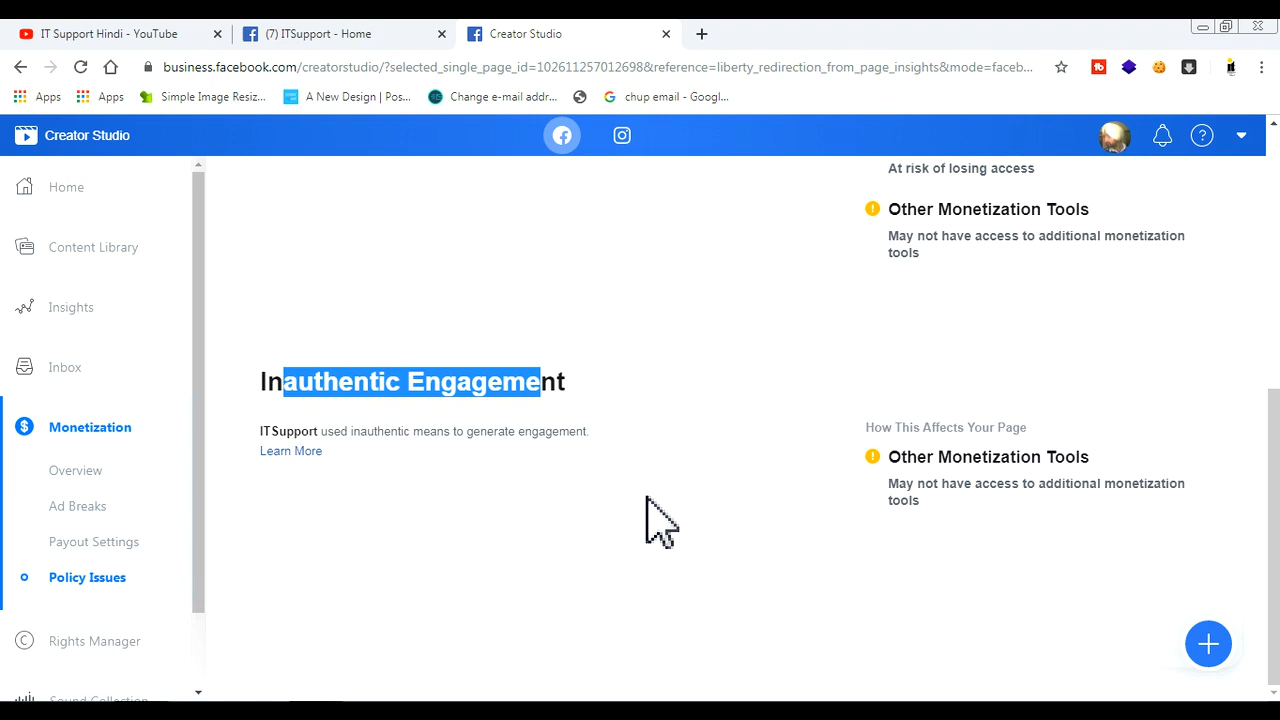 IT Support Hindi - YouTube
(7) ITSupport - Home
Creator Studio
business.facebook.com/creatorstudio/?selected_single_page_id=102611257012698&reference=liberty_redirection_from_page_insights&mode=faceb...
Apps
Apps
Simple Image Resiz...
A New Design | Pos...
Change e-mail addr...
chup email - Googl...
Creator Studio
Home
Content Library
Insights
Inbox
Monetization
Overview
Ad Breaks
Payout Settings
Policy Issues
Rights Manager
Sound Collection
At risk of losing access
Other Monetization Tools
May not have access to additional monetization
tools
Inauthentic Engagement
ITSupport used inauthentic means to generate engagement.
Learn More
How This Affects Your Page
Other Monetization Tools
May not have access to additional monetization
tools